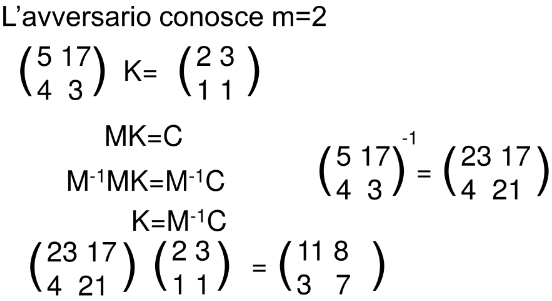 L'avversario conosce m=2
(5 17) K= (2 3)
(4 3) (1 1)
MK=C
M⁻¹MK=M⁻¹C
K=M⁻¹C
(5 17)⁻¹ = (23 17)
(4 3) (4 21)
(23 17) (2 3) = (11 8)
(4 21) (1 1) (3 7)